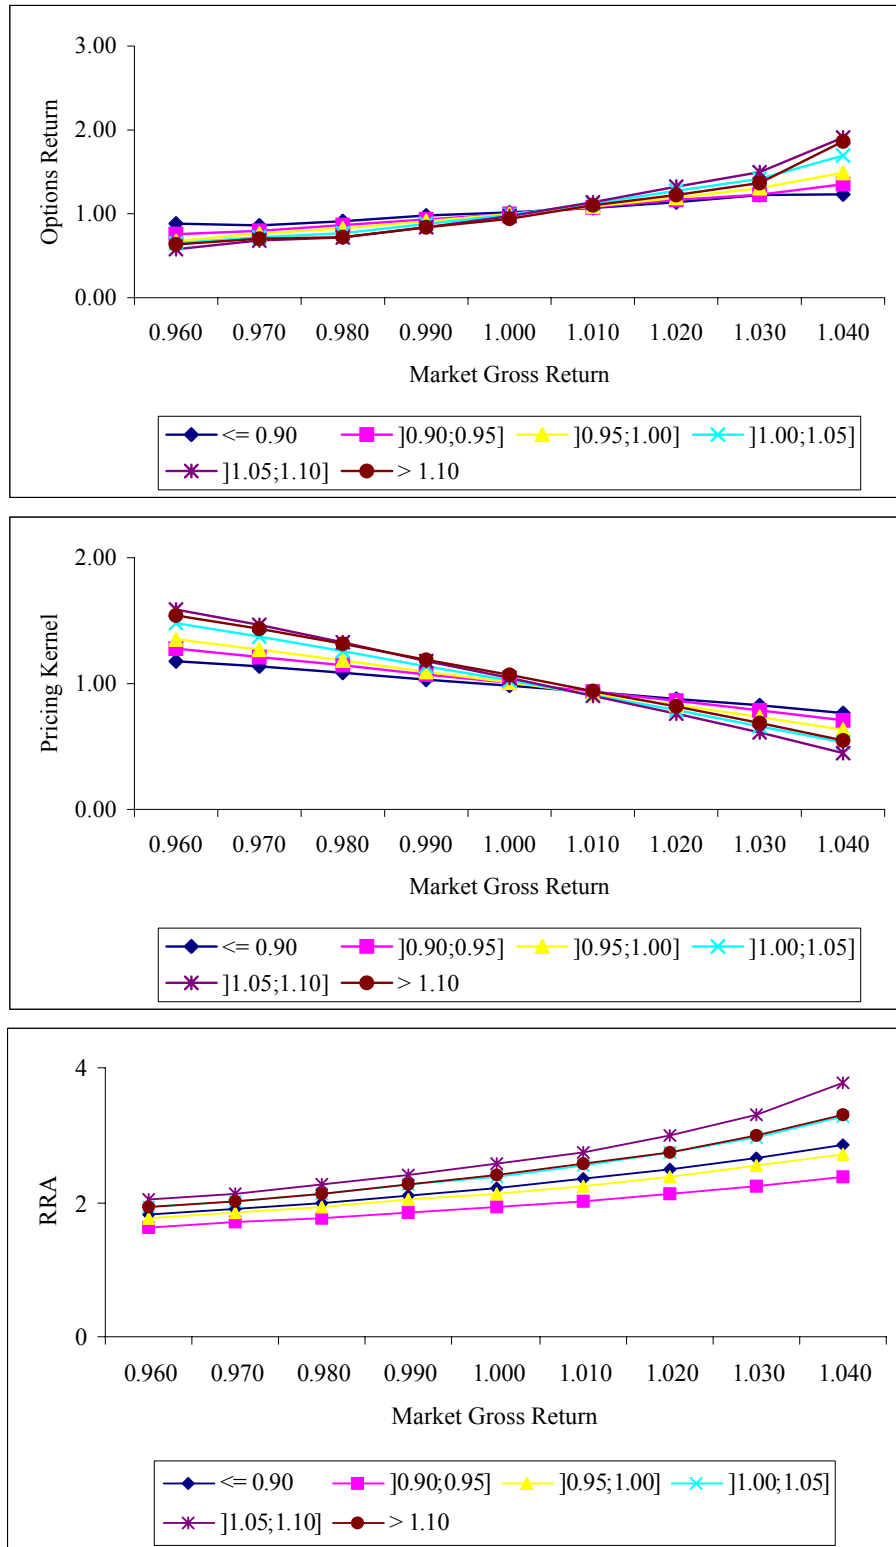 3.00
2.00
1.00
0.00
Options Return
0.960 0.970 0.980 0.990 1.000 1.010 1.020 1.030 1.040
Market Gross Return
<= 0.90 ]0.90;0.95] ]0.95;1.00] ]1.00;1.05]
]1.05;1.10] > 1.10
2.00
1.00
0.00
Pricing Kernel
0.960 0.970 0.980 0.990 1.000 1.010 1.020 1.030 1.040
Market Gross Return
<= 0.90 ]0.90;0.95] ]0.95;1.00] ]1.00;1.05]
]1.05;1.10] > 1.10
4
2
0
RRA
0.960 0.970 0.980 0.990 1.000 1.010 1.020 1.030 1.040
Market Gross Return
<= 0.90 ]0.90;0.95] ]0.95;1.00] ]1.00;1.05]
]1.05;1.10] > 1.10